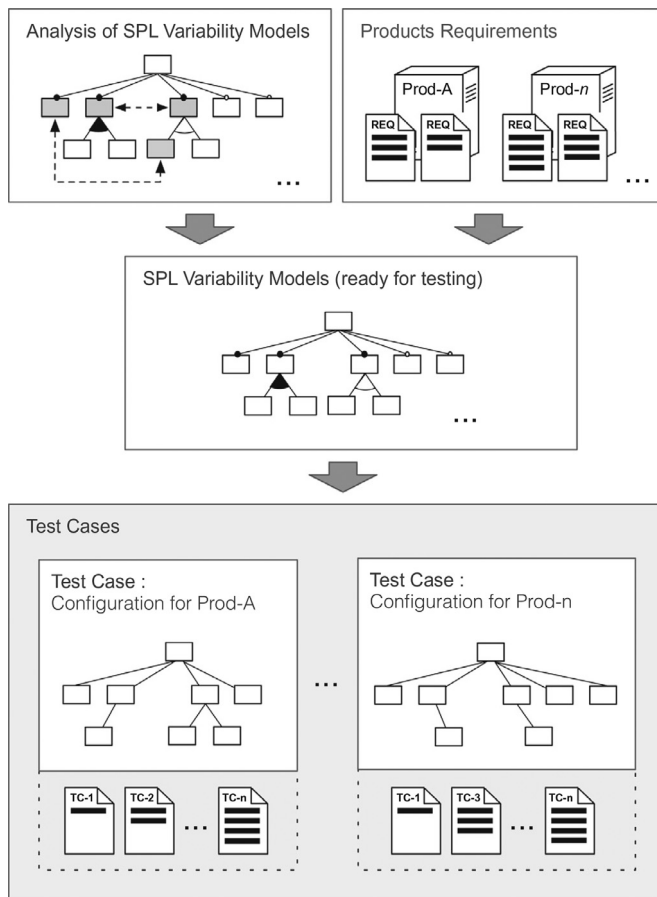 Analysis of SPL Variability Models
...
Products Requirements
Prod-A
Prod-n
REQ
REQ
REQ
REQ
...
SPL Variability Models (ready for testing)
...
Test Cases
Test Case :
Configuration for Prod-A
...
Test Case :
Configuration for Prod-n
TC-1
TC-2
...
TC-n
TC-1
TC-3
...
TC-n